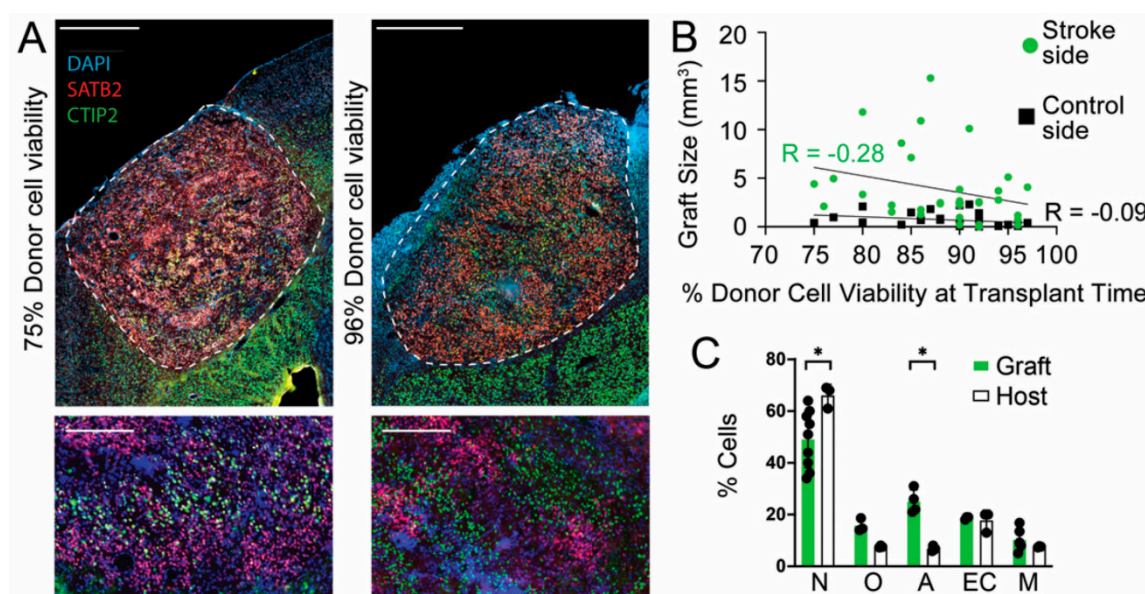 A
DAPI
SATB2
CTIP2
75% Donor cell viability
96% Donor cell viability
B
20
15
10
5
0
Graft Size (mm³)
Stroke side
Control side
R = -0.28
R = -0.09
70 75 80 85 90 95 100
% Donor Cell Viability at Transplant Time
C
80
60
40
20
0
% Cells
* *
Graft
Host
N O A EC M